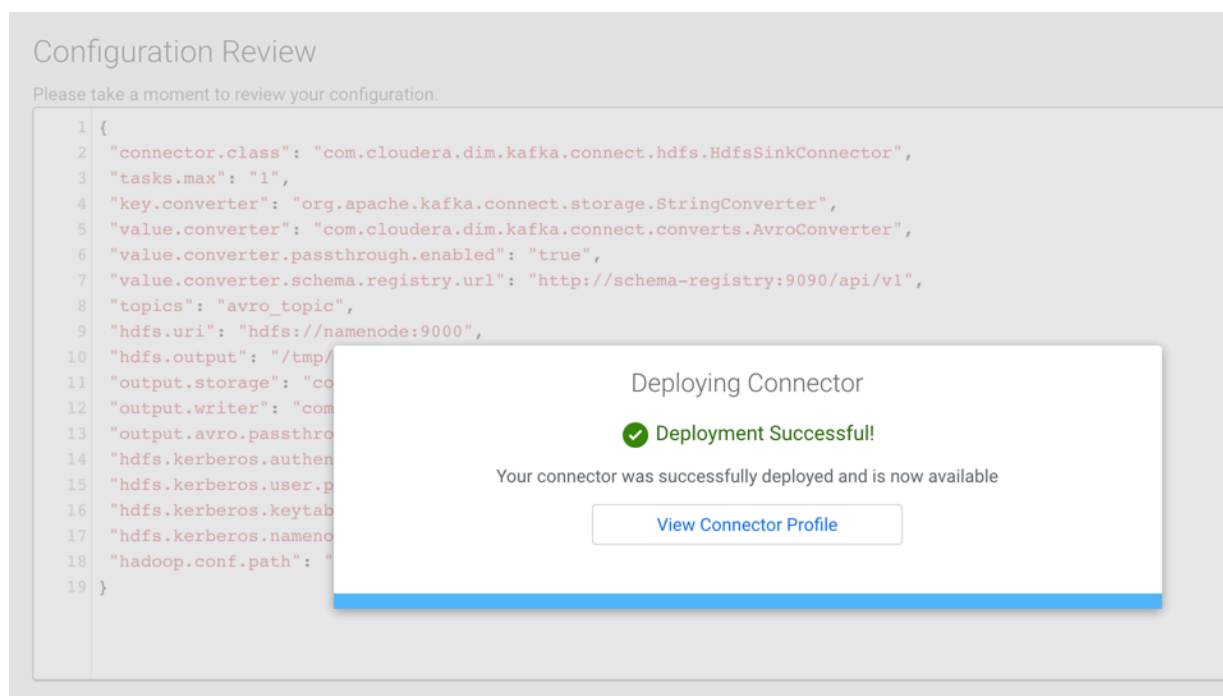 Configuration Review
Please take a moment to review your configuration.
1 {
2 "connector.class": "com.cloudera.dim.kafka.connect.hdfs.HdfsSinkConnector",
3 "tasks.max": "1",
4 "key.converter": "org.apache.kafka.connect.storage.StringConverter",
5 "value.converter": "com.cloudera.dim.kafka.connect.converts.AvroConverter",
6 "value.converter.passthrough.enabled": "true",
7 "value.converter.schema.registry.url": "http://schema-registry:9090/api/v1",
8 "topics": "avro_topic",
9 "hdfs.uri": "hdfs://namenode:9000",
10 "hdfs.output": "/tmp/
11 "output.storage": "co
12 "output.writer": "com
13 "output.avro.passthro
14 "hdfs.kerberos.authen
15 "hdfs.kerberos.user.p
16 "hdfs.kerberos.keytab
17 "hdfs.kerberos.nameno
18 "hadoop.conf.path": "
19 }
Deploying Connector
Deployment Successful!
Your connector was successfully deployed and is now available
View Connector Profile